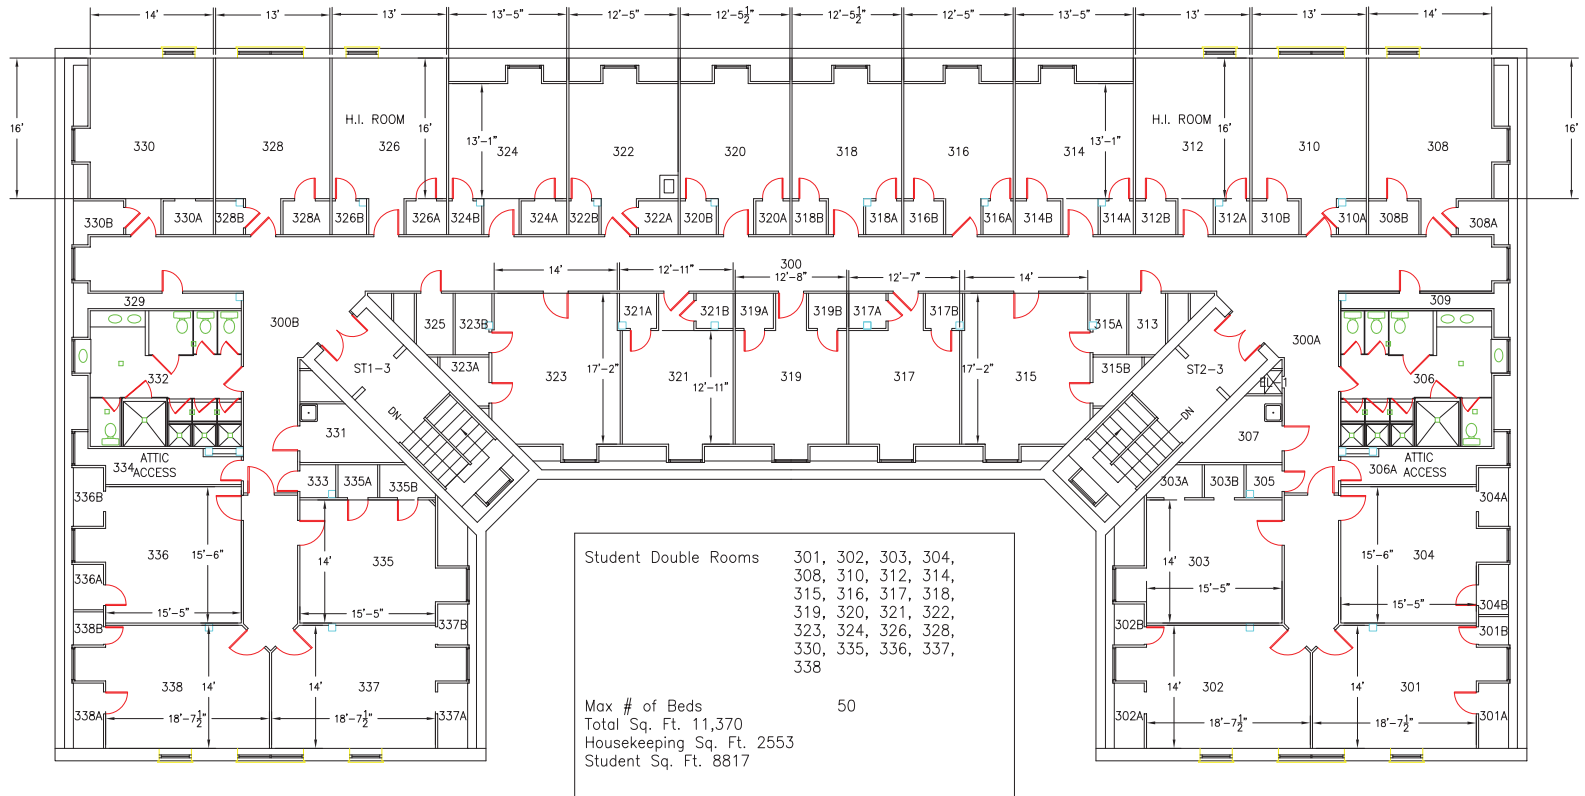 14' 13' 13' 13'-5" 12'-5" 12'-5½" 12'-5½" 12'-5" 13'-5" 13' 13' 14'
16' 16' 13'-1" 13'-1" 16' 16'
H.I. ROOM H.I. ROOM
330 328 326 324 322 320 318 316 314 312 310 308
330B 330A 328B 328A 326B 326A 324B 324A 322B 322A 320B 320A 318B 318A 316B 316A 314B 314A 312B 312A 310B 310A 308B 308A
300
14' 12'-11" 12'-8" 12'-7" 14'
329 309
300B 325 323B 321A 321B 319A 319B 317A 317B 315A 313 300A
ST1-3 323A 315B ST2-3
332 323 17'-2" 321 12'-11" 319 317 17'-2" 315 EL-1 306
DN DN
331 307
ATTIC
ACCESS
334
ATTIC
ACCESS
306A
333 335A 335B 303A 303B 305
336B 304A
336 15'-6" 14' 335 14' 303 15'-6" 304
336A 15'-5" 15'-5" 15'-5" 15'-5" 304B
338B 337B 302B 301B
338 14' 14' 337 14' 302 14' 301
338A 18'-7½" 18'-7½" 337A 302A 18'-7½" 18'-7½" 301A
Student Double Rooms 301, 302, 303, 304,
308, 310, 312, 314,
315, 316, 317, 318,
319, 320, 321, 322,
323, 324, 326, 328,
330, 335, 336, 337,
338
Max # of Beds 50
Total Sq. Ft. 11,370
Housekeeping Sq. Ft. 2553
Student Sq. Ft. 8817